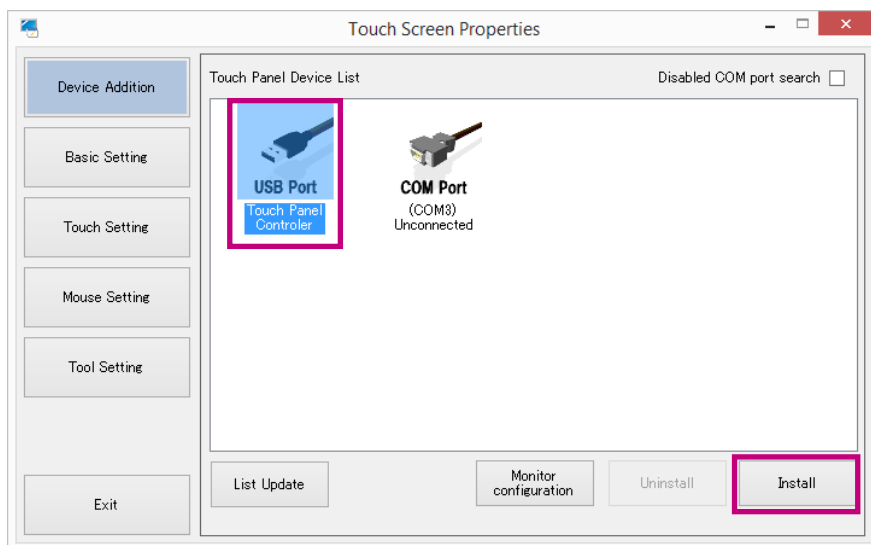 Touch Screen Properties
Device Addition
Basic Setting
Touch Setting
Mouse Setting
Tool Setting
Exit
Touch Panel Device List
Disabled COM port search
USB Port
Touch Panel
Controler
COM Port
(COM3)
Unconnected
List Update
Monitor
configuration
Uninstall
Install